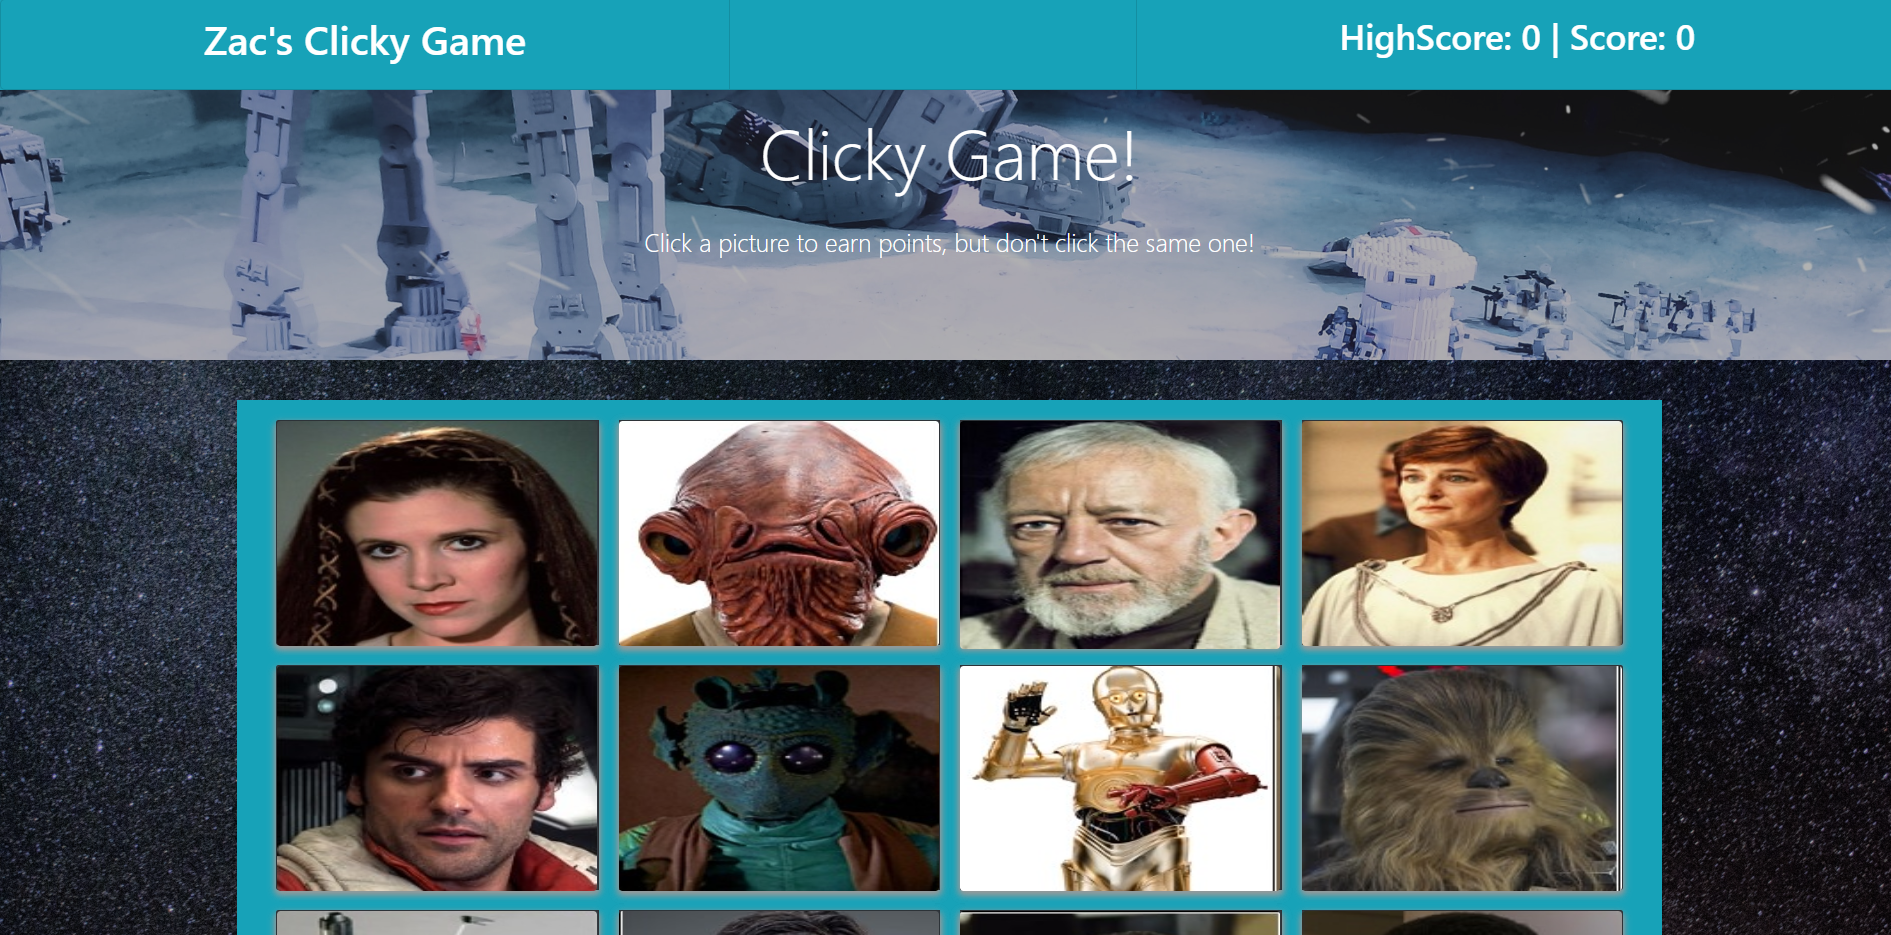 Zac's Clicky Game
HighScore: 0 | Score: 0
Clicky Game!
Click a picture to earn points, but don't click the same one!